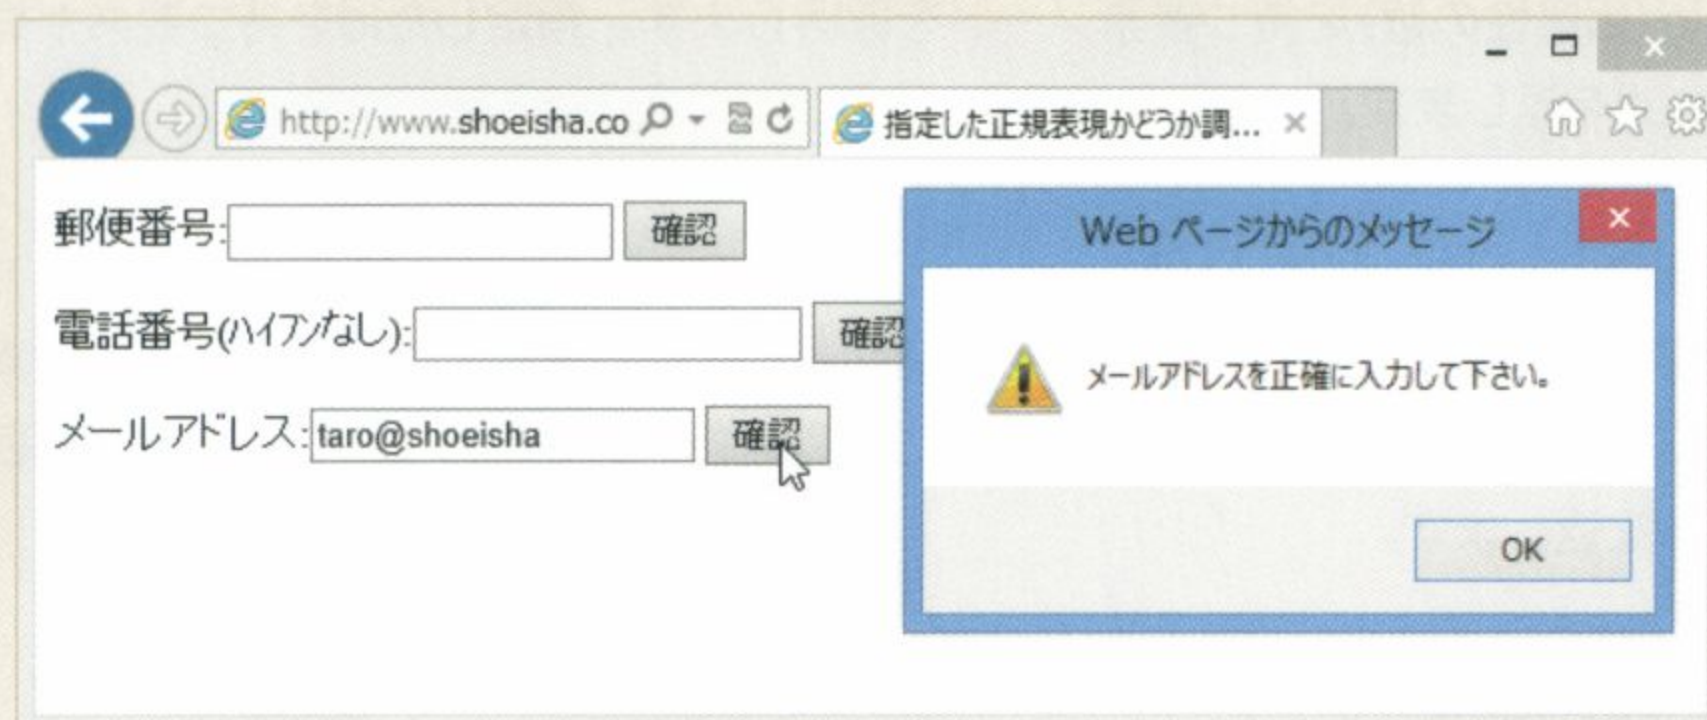 http://www.shoeisha.co
指定した正規表現かどうか調...
郵便番号:
確認
電話番号(ハイフンなし):
確認
メールアドレス:
taro@shoeisha
確認
Web ページからのメッセージ
メールアドレスを正確に入力して下さい。
OK